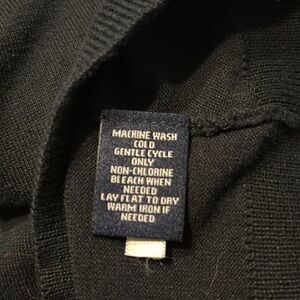 MACHINE WASH
COLD
GENTLE CYCLE
ONLY
NON-CHLORINE
BLEACH WHEN
NEEDED
LAY FLAT TO DRY
WARM IRON IF
NEEDED